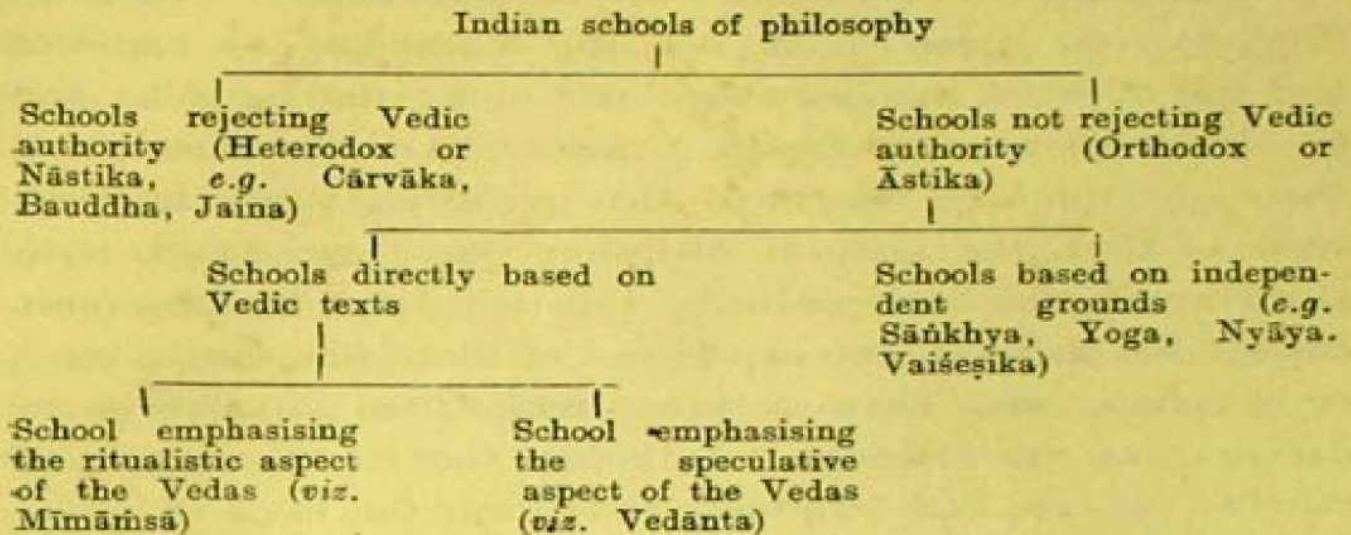 Indian schools of philosophy
Schools rejecting Vedic
authority (Heterodox or
Nāstika, e.g. Cārvāka,
Bauddha, Jaina)
Schools not rejecting Vedic
authority (Orthodox or
Āstika)
Schools directly based on
Vedic texts
Schools based on indepen-
dent grounds (e.g.
Sāṅkhya, Yoga, Nyāya.
Vaiśeṣika)
School emphasising
the ritualistic aspect
of the Vedas (viz.
Mīmāṁsā)
School emphasising
the speculative
aspect of the Vedas
(viz. Vedānta)